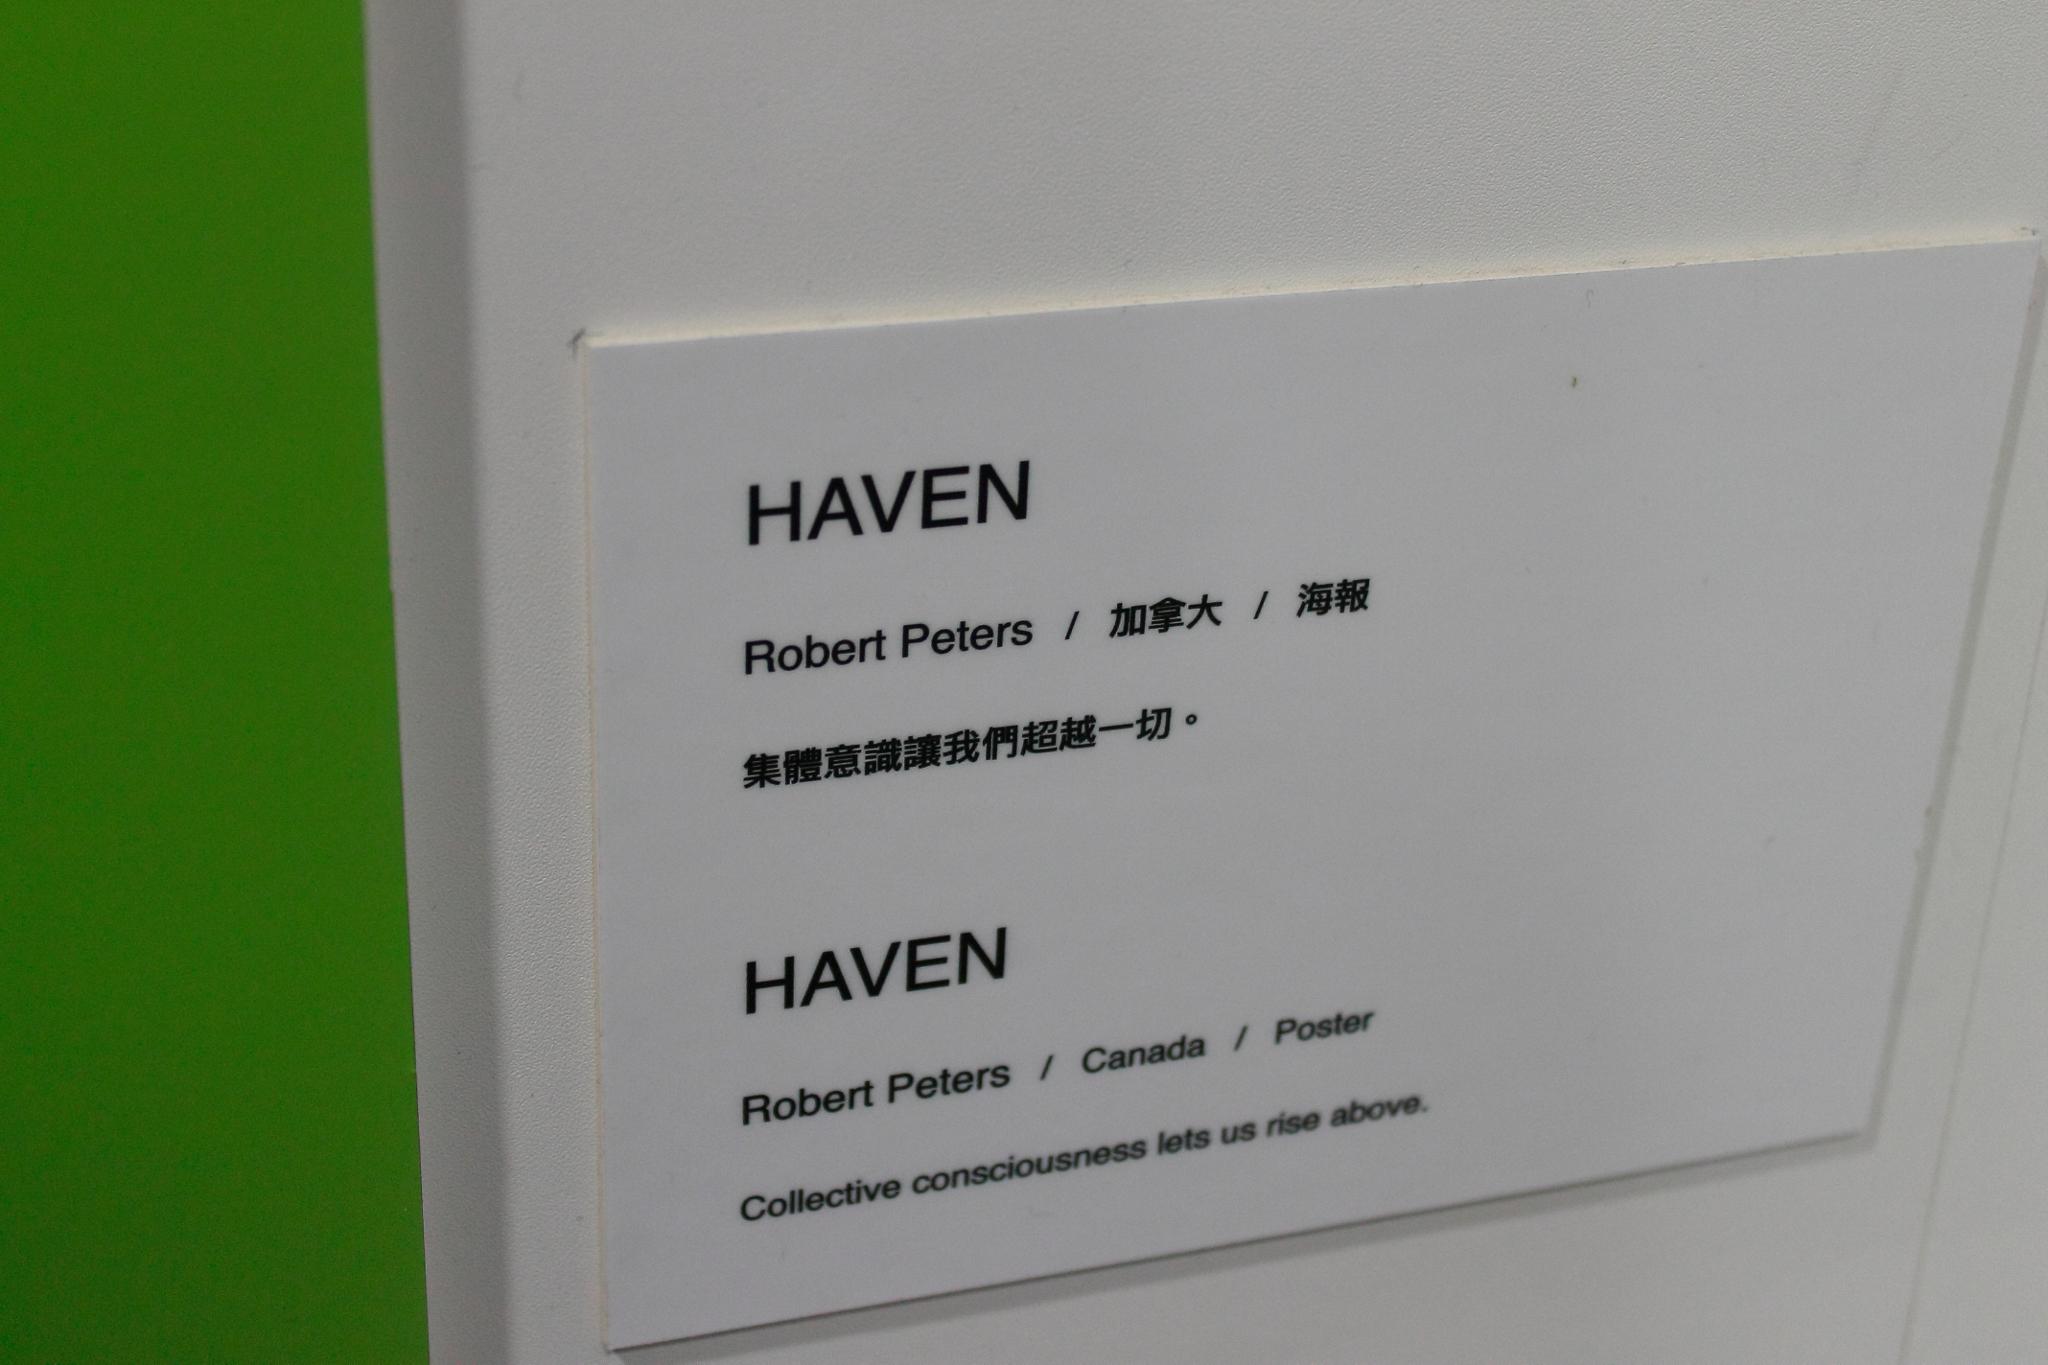 HAVEN
Robert Peters / 加拿大 / 海報
集體意識讓我們超越一切。
HAVEN
Robert Peters / Canada / Poster
Collective consciousness lets us rise above.